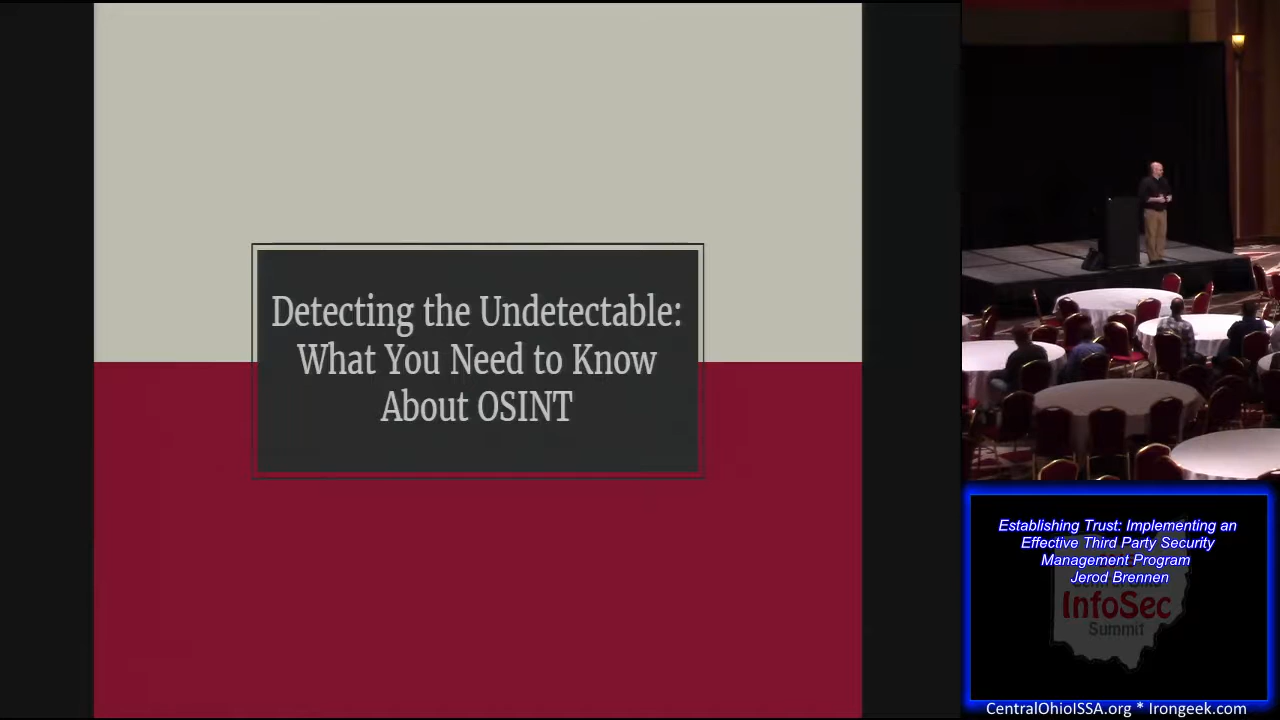 Detecting the Undetectable:
What You Need to Know
About OSINT
Establishing Trust: Implementing an
Effective Third Party Security
Management Program
Jerod Brennen
InfoSec
Summit
CentralOhioISSA.org * Irongeek.com